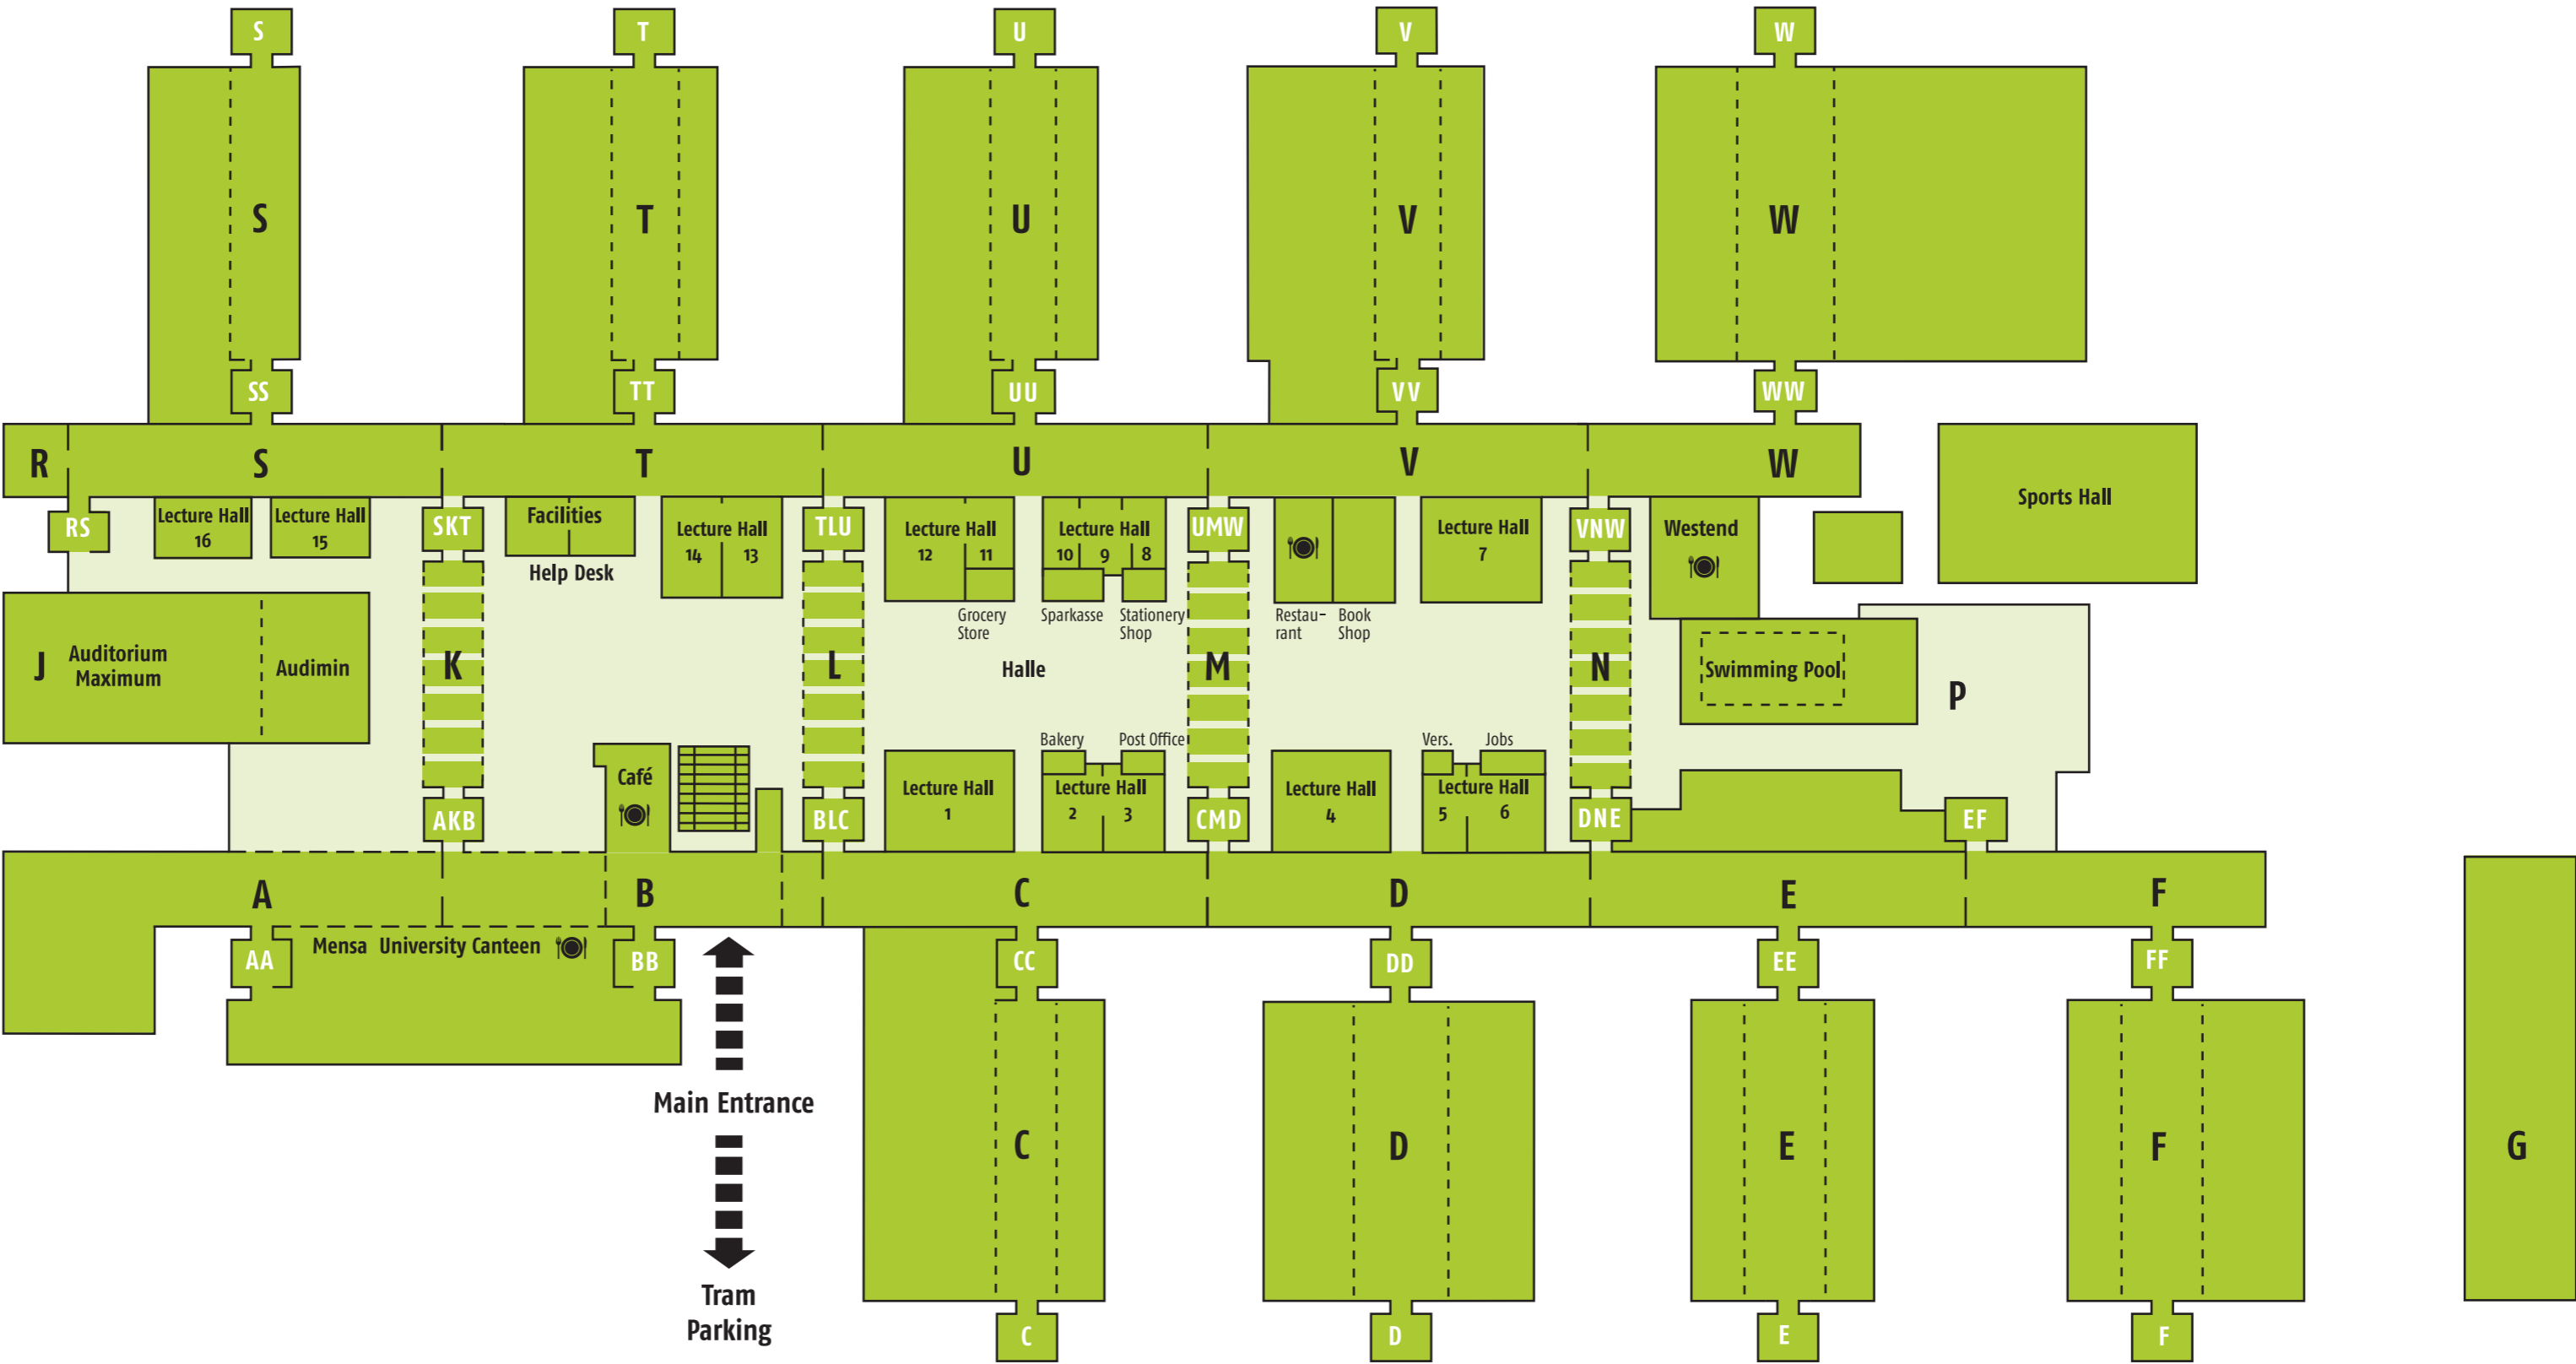 S T U V W
S T U V W
SS TT UU VV WW
R S T U V W
RS
Lecture Hall
16
Lecture Hall
15
SKT
Facilities
Help Desk
Lecture Hall
14 13
TLU
Lecture Hall
12 11
Grocery
Store
Lecture Hall
10 9 8
Sparkasse
Stationery
Shop
UMW
Restau-
rant
Book
Shop
Lecture Hall
7
VNW
Westend
Sports Hall
J
Auditorium
Maximum
Audimin
K L
Halle
M N
Swimming Pool
P
AKB
Café
BLC
Lecture Hall
1
Bakery
Post Office
Lecture Hall
2 3
CMD
Lecture Hall
4
Vers.
Jobs
Lecture Hall
5 6
DNE
EF
A B C D E F
AA
Mensa University Canteen
BB
CC DD EE FF
Main Entrance
C D E F G
Tram
Parking
C D E F